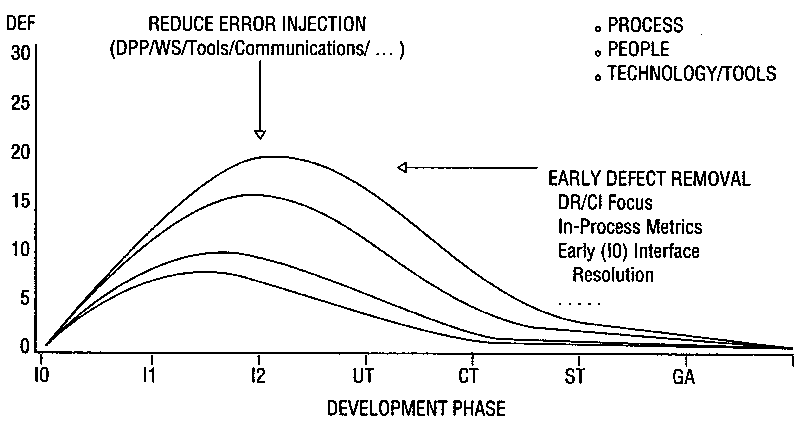 DEF
REDUCE ERROR INJECTION
(DPP/WS/Tools/Communications/ ... )
∘ PROCESS
∘ PEOPLE
∘ TECHNOLOGY/TOOLS
30
25
20
15
10
5
0
EARLY DEFECT REMOVAL
DR/CI Focus
In-Process Metrics
Early (I0) Interface
Resolution
.....
I0 I1 I2 UT CT ST GA
DEVELOPMENT PHASE